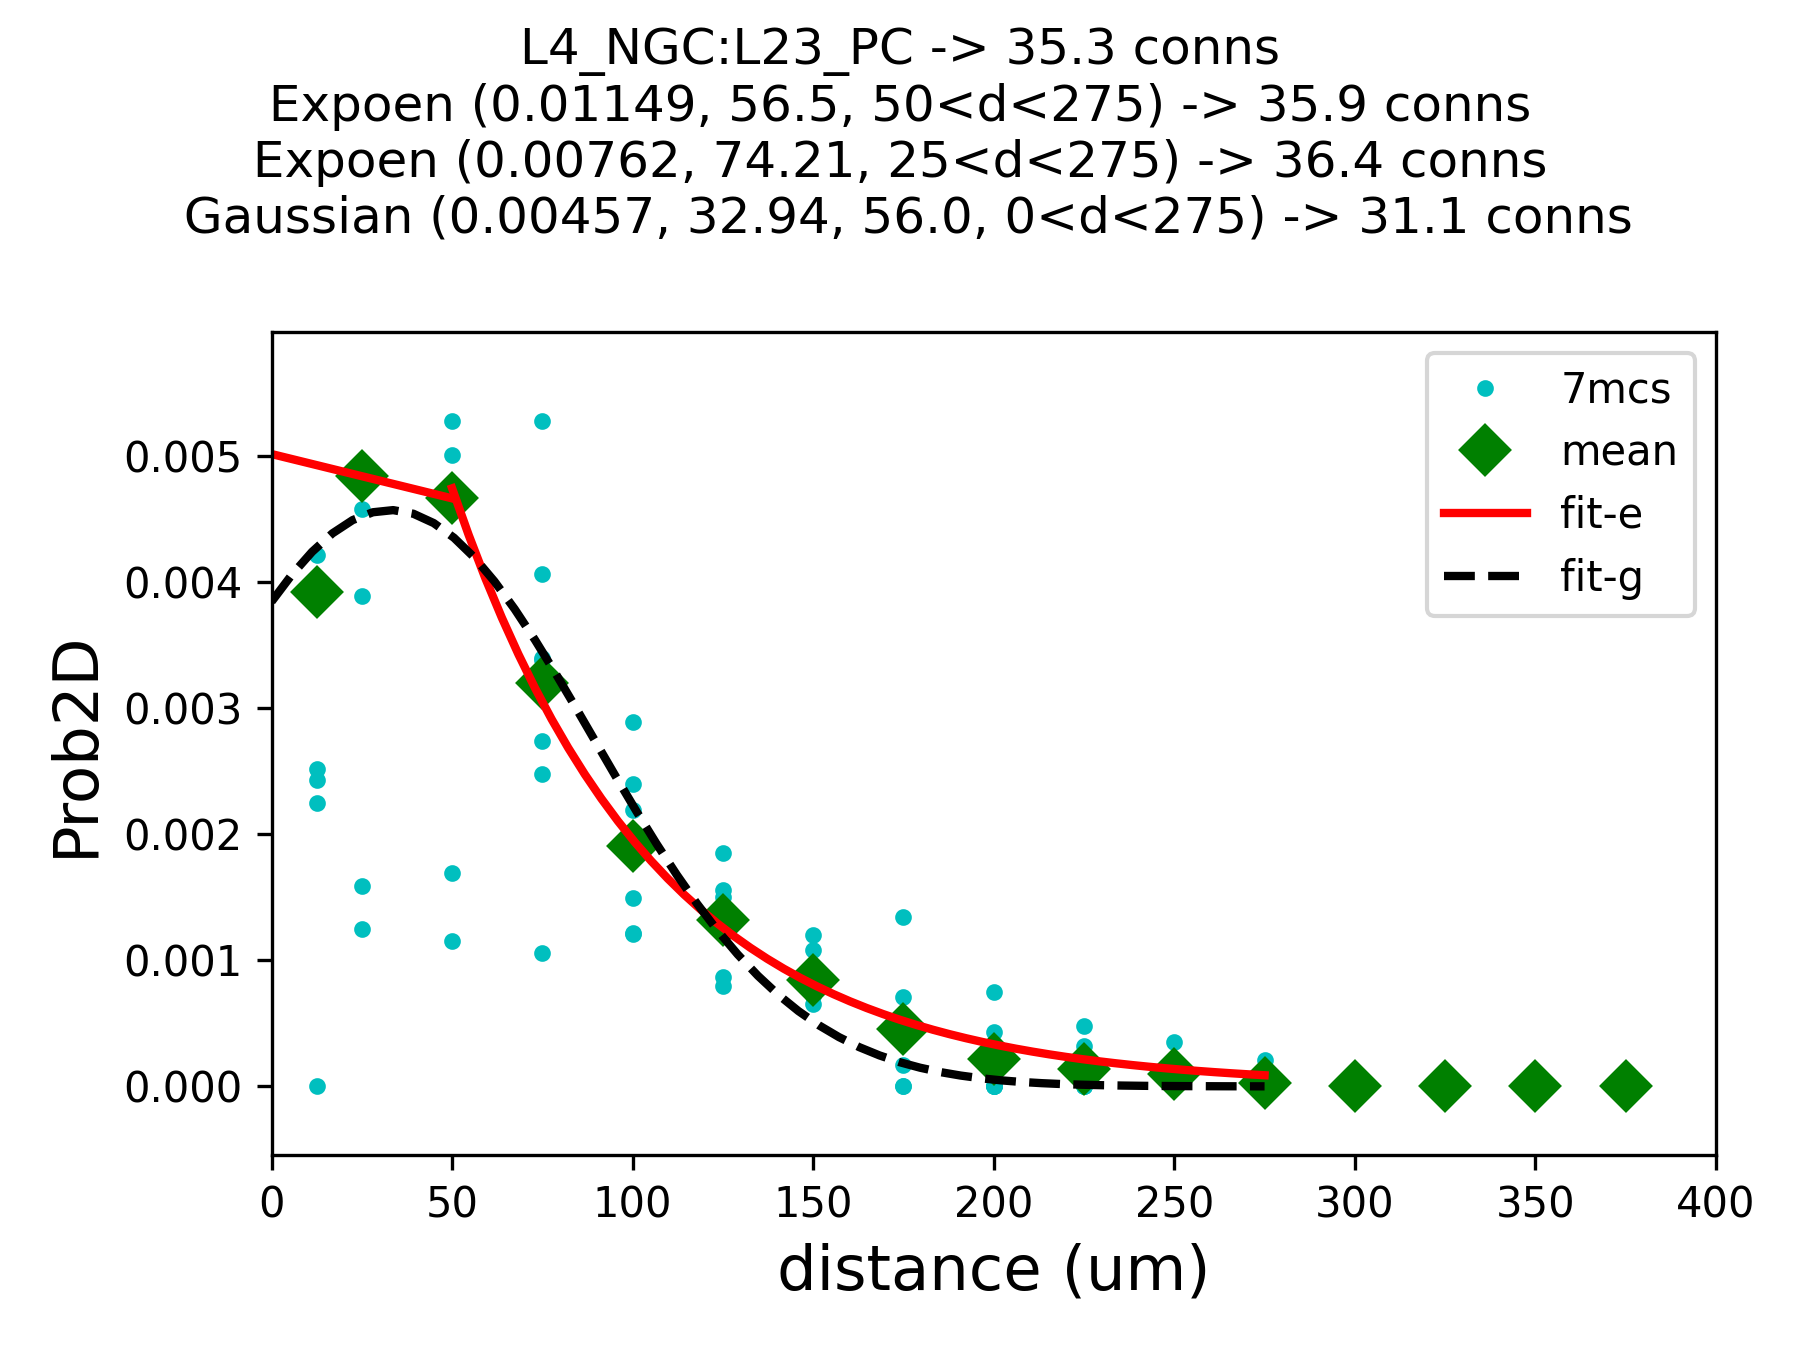 L4_NGC:L23_PC -> 35.3 conns
Expoen (0.01149, 56.5, 50<d<275) -> 35.9 conns
Expoen (0.00762, 74.21, 25<d<275) -> 36.4 conns
Gaussian (0.00457, 32.94, 56.0, 0<d<275) -> 31.1 conns
7mcs
mean
fit-e
fit-g
Prob2D
0.005
0.004
0.003
0.002
0.001
0.000
0 50 100 150 200 250 300 350 400
distance (um)